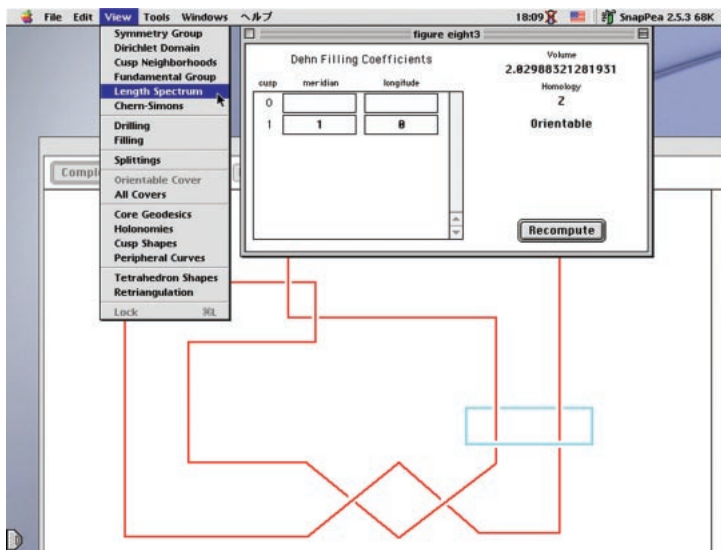 File Edit View Tools Windows ヘルプ 18:09 SnapPea 2.5.3 68K
Symmetry Group
Dirichlet Domain
Cusp Neighborhoods
Fundamental Group
Length Spectrum
Chern-Simons
Drilling
Filling
Splittings
Orientable Cover
All Covers
Core Geodesics
Holonomies
Cusp Shapes
Peripheral Curves
Tetrahedron Shapes
Retriangulation
Lock ⌘L
figure eight3
Dehn Filling Coefficients
cusp meridian longitude
0
1 1 0
Volume
2.02988321281931
Homology
Z
Orientable
Recompute